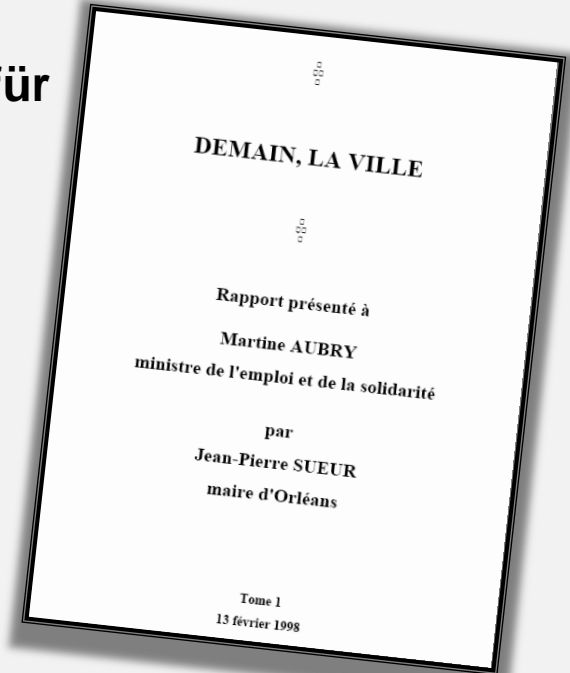 für
DEMAIN, LA VILLE
Rapport présenté à
Martine AUBRY
ministre de l'emploi et de la solidarité
par
Jean-Pierre SUEUR
maire d'Orléans
Tome 1
13 février 1998